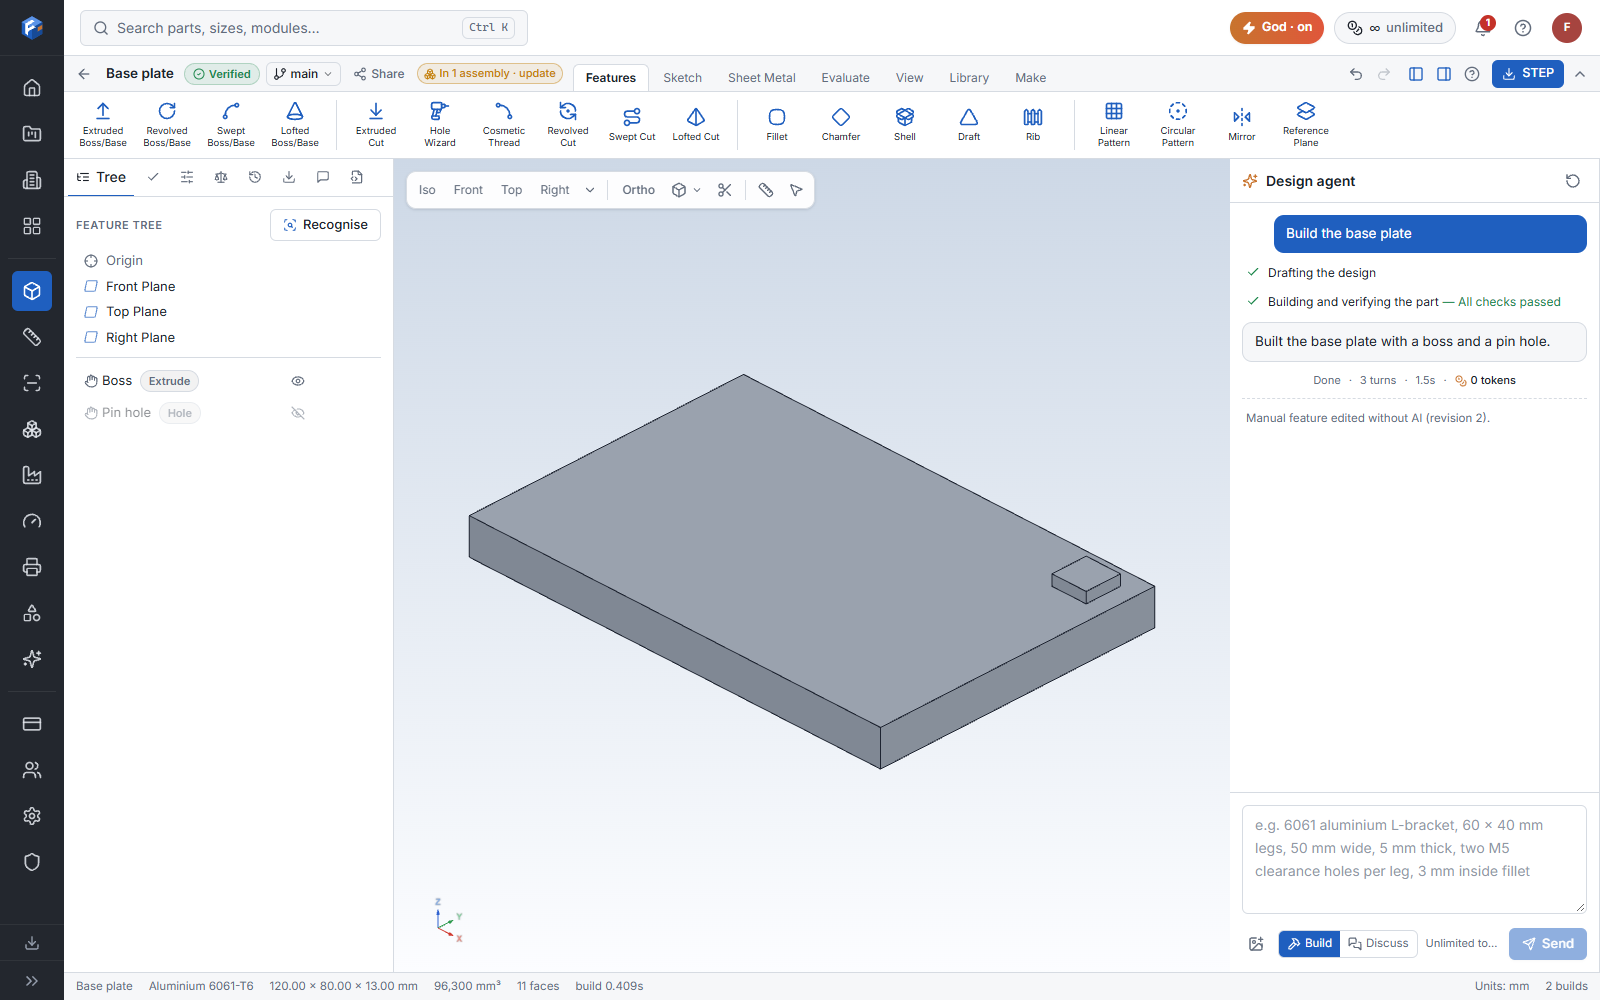 Search parts, sizes, modules...
Ctrl K
God · on
∞ unlimited
1
F
Base plate
Verified
main
Share
In 1 assembly · update
Features
Sketch
Sheet Metal
Evaluate
View
Library
Make
STEP
Extruded Boss/Base
Revolved Boss/Base
Swept Boss/Base
Lofted Boss/Base
Extruded Cut
Hole Wizard
Cosmetic Thread
Revolved Cut
Swept Cut
Lofted Cut
Fillet
Chamfer
Shell
Draft
Rib
Linear Pattern
Circular Pattern
Mirror
Reference Plane
Tree
FEATURE TREE
Recognise
Origin
Front Plane
Top Plane
Right Plane
Boss Extrude
Pin hole Hole
Iso
Front
Top
Right
Ortho
Z
Y
X
Design agent
Build the base plate
Drafting the design
Building and verifying the part — All checks passed
Built the base plate with a boss and a pin hole.
Done · 3 turns · 1.5s · 0 tokens
Manual feature edited without AI (revision 2).
e.g. 6061 aluminium L-bracket, 60 × 40 mm
legs, 50 mm wide, 5 mm thick, two M5
clearance holes per leg, 3 mm inside fillet
Build
Discuss
Unlimited to...
Send
Base plate
Aluminium 6061-T6
120.00 × 80.00 × 13.00 mm
96,300 mm³
11 faces
build 0.409s
Units: mm
2 builds